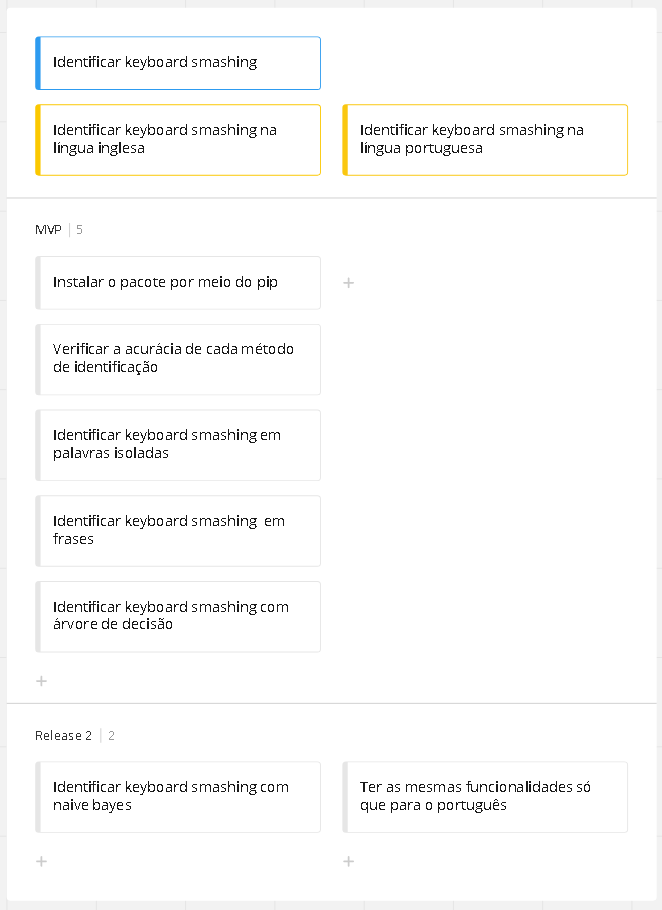 Identificar keyboard smashing
Identificar keyboard smashing na
língua inglesa
Identificar keyboard smashing na
língua portuguesa
MVP | 5
Instalar o pacote por meio do pip
+
Verificar a acurácia de cada método
de identificação
Identificar keyboard smashing em
palavras isoladas
Identificar keyboard smashing  em
frases
Identificar keyboard smashing com
árvore de decisão
+
Release 2 | 2
Identificar keyboard smashing com
naive bayes
Ter as mesmas funcionalidades só
que para o português
+
+